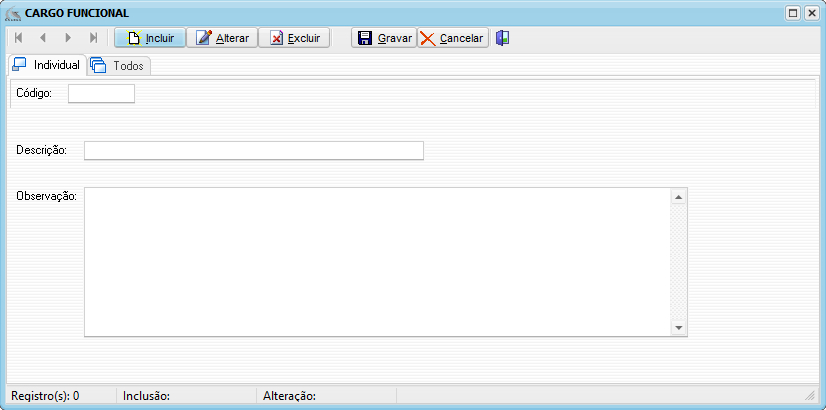 CARGO FUNCIONAL
Incluir Alterar Excluir Gravar Cancelar
Individual Todos
Código:
Descrição:
Observação:
Registro(s): 0 Inclusão: Alteração: